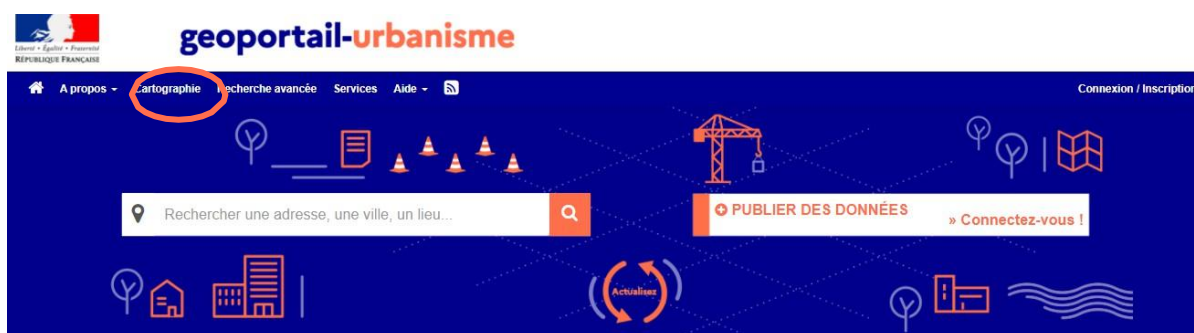 geoportail-urbanisme
Liberté • Égalité • Fraternité
RÉPUBLIQUE FRANÇAISE
A propos Cartographie Recherche avancée Services Aide Connexion / Inscription
Rechercher une adresse, une ville, un lieu...
PUBLIER DES DONNÉES
» Connectez-vous !
Actualisez